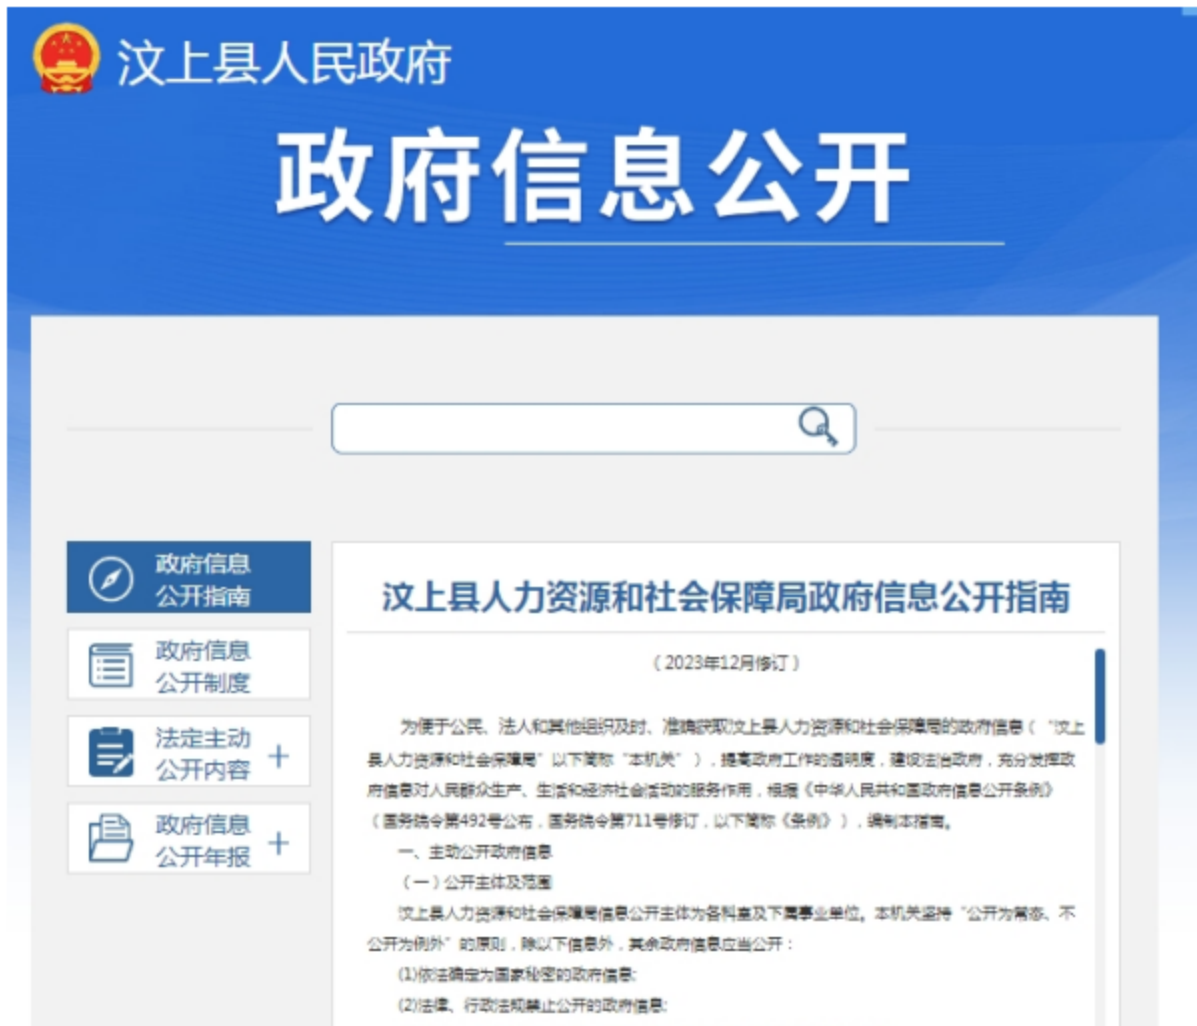 汶上县人民政府
政府信息公开
政府信息
公开指南
政府信息
公开制度
法定主动
公开内容
+
政府信息
公开年报
+
汶上县人力资源和社会保障局政府信息公开指南
（2023年12月修订）
为便于公民、法人和其他组织及时、准确获取汶上县人力资源和社会保障局的政府信息（“汶上
县人力资源和社会保障局”以下简称“本机关”），提高政府工作的透明度，建设法治政府，充分发挥政
府信息对人民群众生产、生活和经济社会活动的服务作用，根据《中华人民共和国政府信息公开条例》
（国务院令第492号公布，国务院令第711号修订，以下简称《条例》），编制本指南。
一、主动公开政府信息
（一）公开主体及范围
汶上县人力资源和社会保障局信息公开主体为各科室及下属事业单位。本机关坚持“公开为常态、不
公开为例外”的原则，除以下信息外，其余政府信息应当公开：
(1)依法确定为国家秘密的政府信息;
(2)法律、行政法规禁止公开的政府信息;